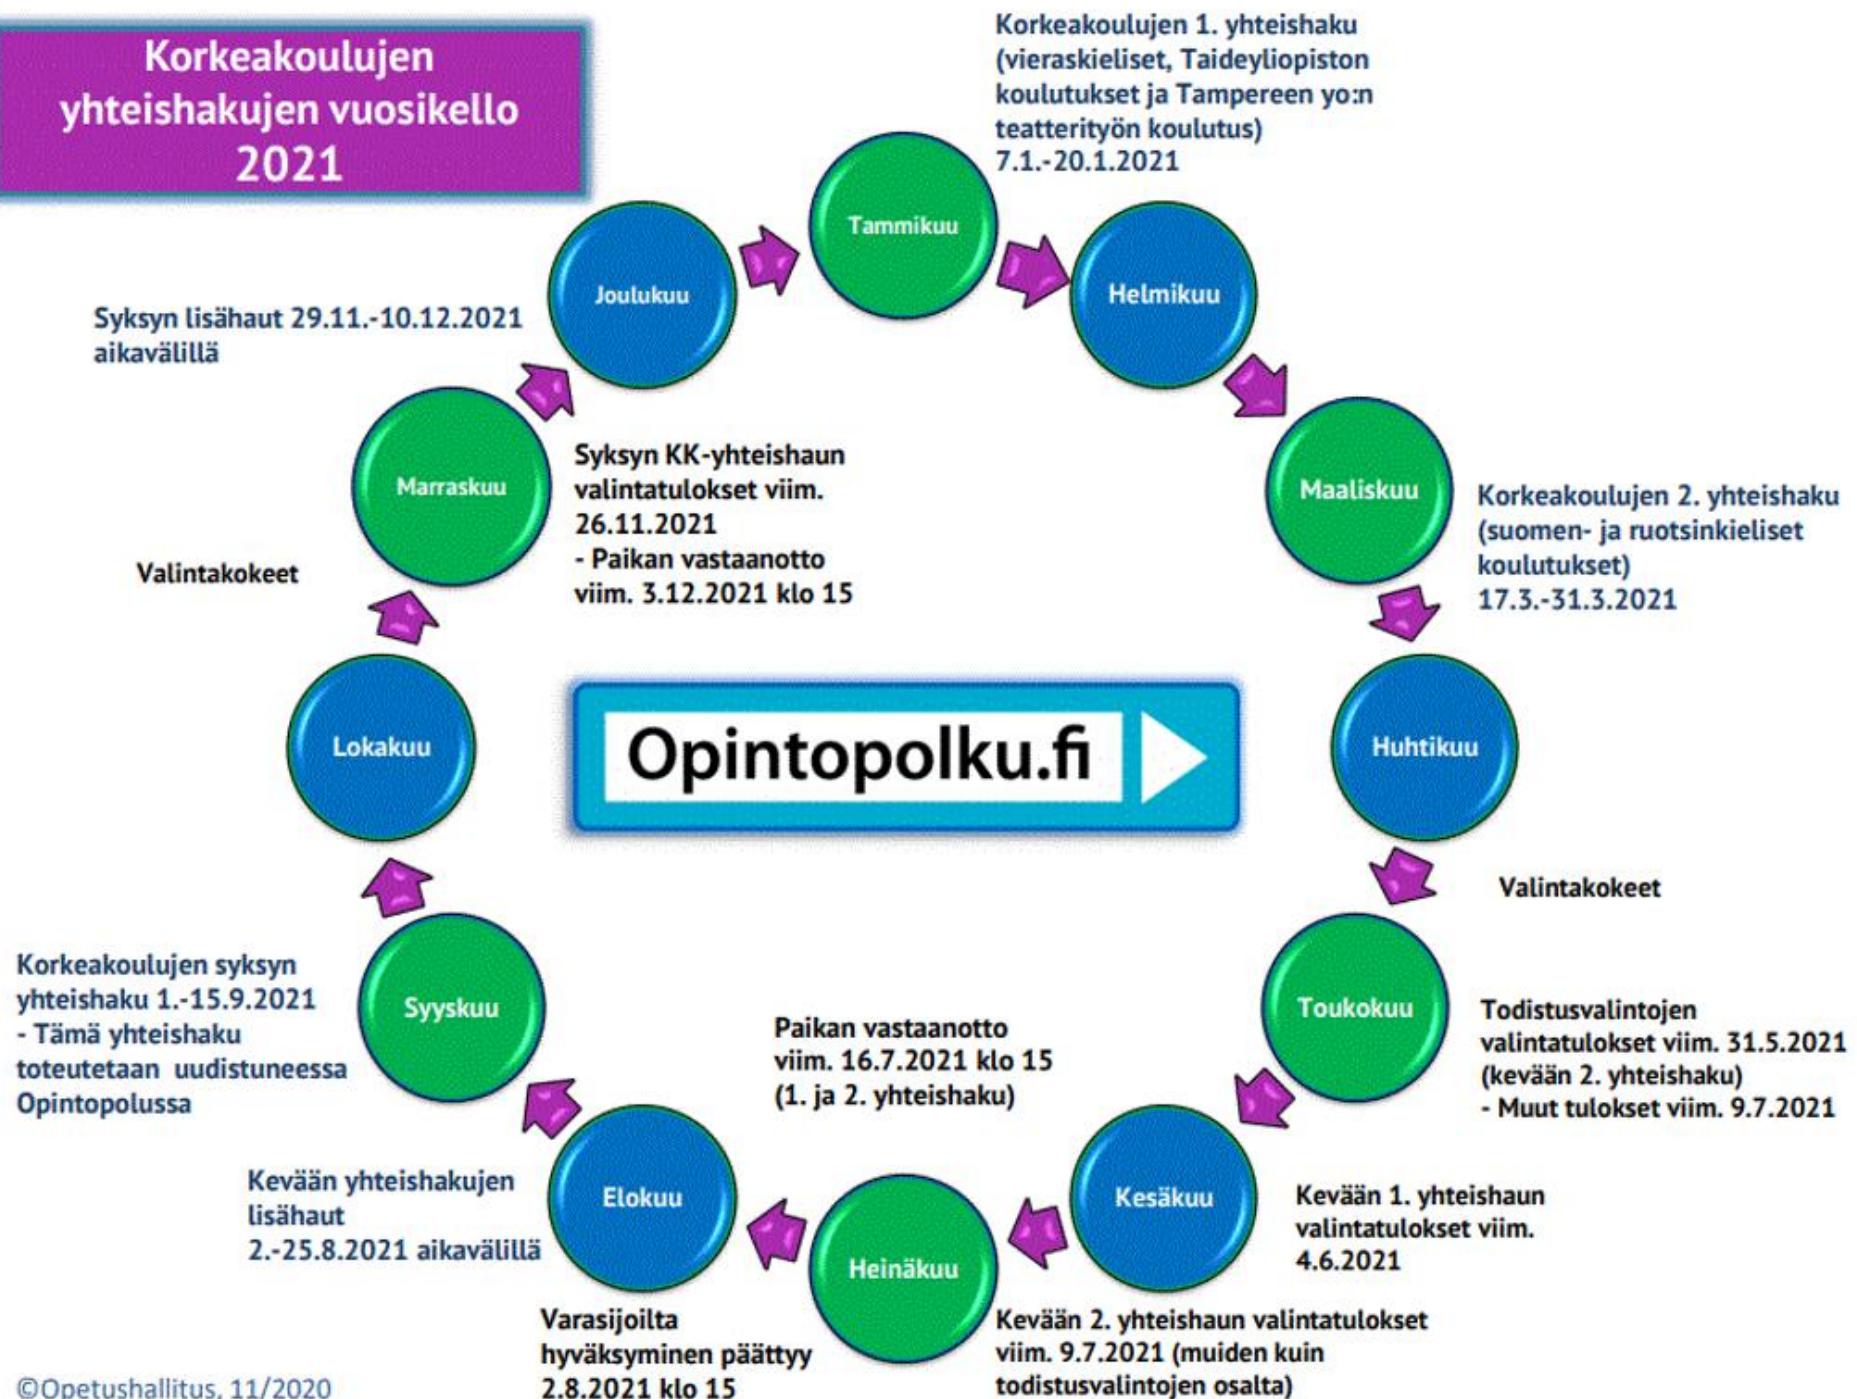 Korkeakoulujen
yhteishakujen vuosikello
2021
Korkeakoulujen 1. yhteishaku
(vieraskieliset, Taideyliopiston
koulutukset ja Tampereen yo:n
teatterityön koulutus)
7.1.-20.1.2021
Tammikuu
Helmikuu
Maaliskuu
Korkeakoulujen 2. yhteishaku
(suomen- ja ruotsinkieliset
koulutukset)
17.3.-31.3.2021
Huhtikuu
Valintakokeet
Toukokuu
Todistusvalintojen
valintatulokset viim. 31.5.2021
(kevään 2. yhteishaku)
- Muut tulokset viim. 9.7.2021
Kesäkuu
Kevään 1. yhteishaun
valintatulokset viim.
4.6.2021
Heinäkuu
Kevään 2. yhteishaun valintatulokset
viim. 9.7.2021 (muiden kuin
todistusvalintojen osalta)
Paikan vastaanotto
viim. 16.7.2021 klo 15
(1. ja 2. yhteishaku)
Elokuu
Kevään yhteishakujen
lisähaut
2.-25.8.2021 aikavälillä
Varasijoilta
hyväksyminen päättyy
2.8.2021 klo 15
Syyskuu
Korkeakoulujen syksyn
yhteishaku 1.-15.9.2021
- Tämä yhteishaku
toteutetaan uudistuneessa
Opintopolussa
Lokakuu
Valintakokeet
Marraskuu
Syksyn KK-yhteishaun
valintatulokset viim.
26.11.2021
- Paikan vastaanotto
viim. 3.12.2021 klo 15
Joulukuu
Syksyn lisähaut 29.11.-10.12.2021
aikavälillä
Opintopolku.fi
©Opetushallitus, 11/2020